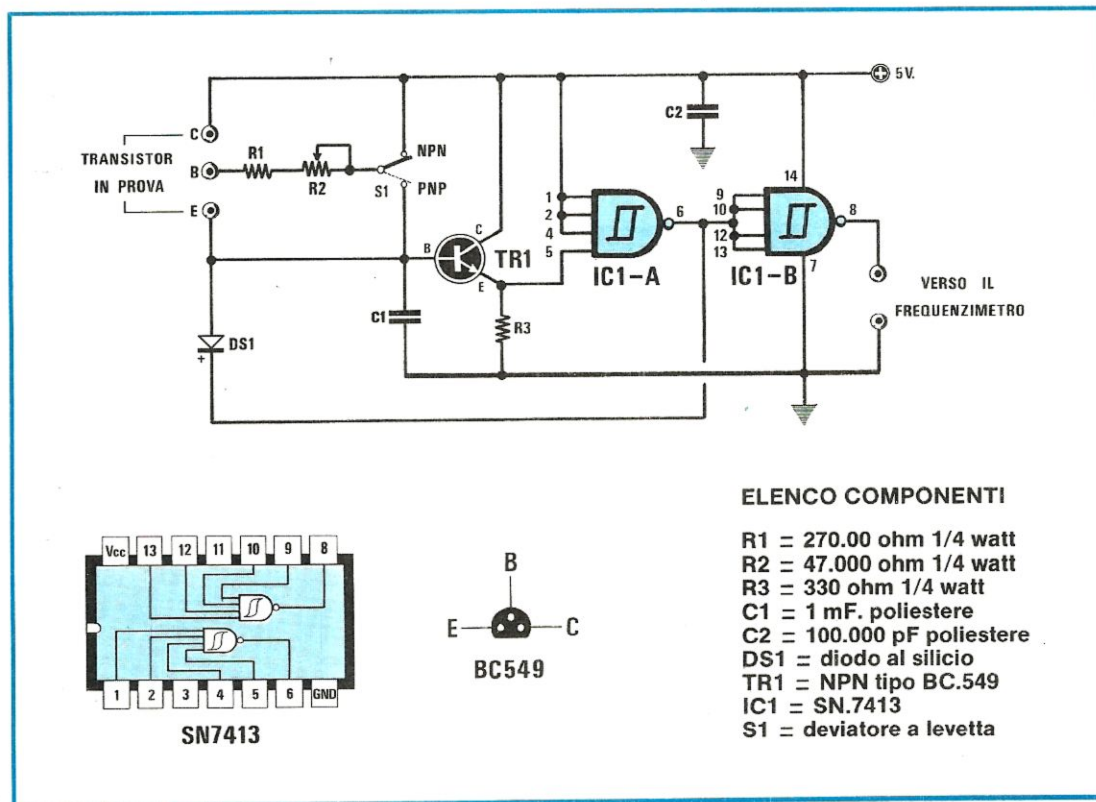 5V.
C
C2
TRANSISTOR
IN PROVA
R1
NPN
B
R2
S1
PNP
E
14
1
2
4
5
6
9
10
12
13
8
7
B
C
E
TR1
IC1-A
IC1-B
VERSO IL
FREQUENZIMETRO
C1
R3
DS1
+
ELENCO COMPONENTI
R1 = 270.00 ohm 1/4 watt
R2 = 47.000 ohm 1/4 watt
R3 = 330 ohm 1/4 watt
C1 = 1 mF. poliestere
C2 = 100.000 pF poliestere
DS1 = diodo al silicio
TR1 = NPN tipo BC.549
IC1 = SN.7413
S1 = deviatore a levetta
Vcc 13 12 11 10 9 8
1 2 3 4 5 6 GND
SN7413
B
E C
BC549